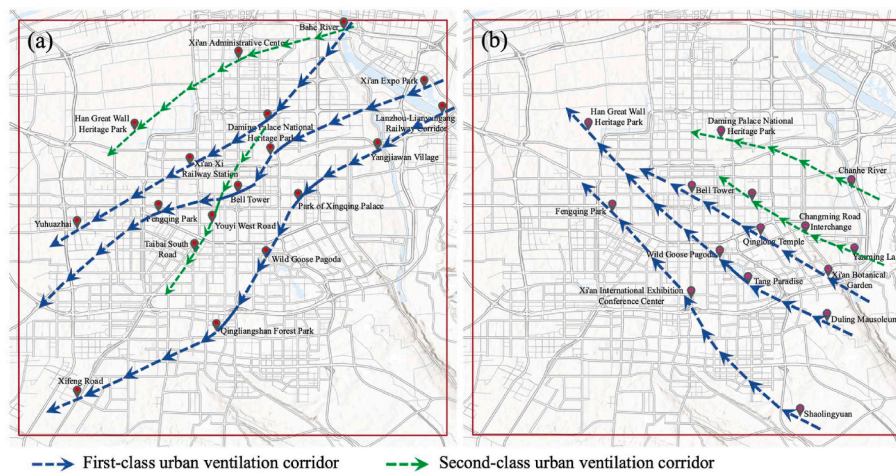 (a)
Bahe River
Xi'an Administrative Center
Xi'an Expo Park
Han Great Wall
Heritage Park
Daming Palace National
Heritage Park
Lanzhou-Lianyungang
Railway Corridor
Yangjiawan Village
Xi'an Xi
Railway Station
Bell Tower
Park of Xingqing Palace
Yuhuazhai
Fengqing Park
Youyi West Road
Taibai South
Road
Wild Goose Pagoda
Qingliangshan Forest Park
Xifeng Road
(b)
Han Great Wall
Heritage Park
Daming Palace National
Heritage Park
Chanhe River
Bell Tower
Fengqing Park
Changming Road
Interchange
Qinglong Temple
Wild Goose Pagoda
Yanming La
Xi'an Botanical
Garden
Tang Paradise
Xi'an International Exhibition
Conference Center
Duling Mausoleum
Shaolingyuan
First-class urban ventilation corridor
Second-class urban ventilation corridor